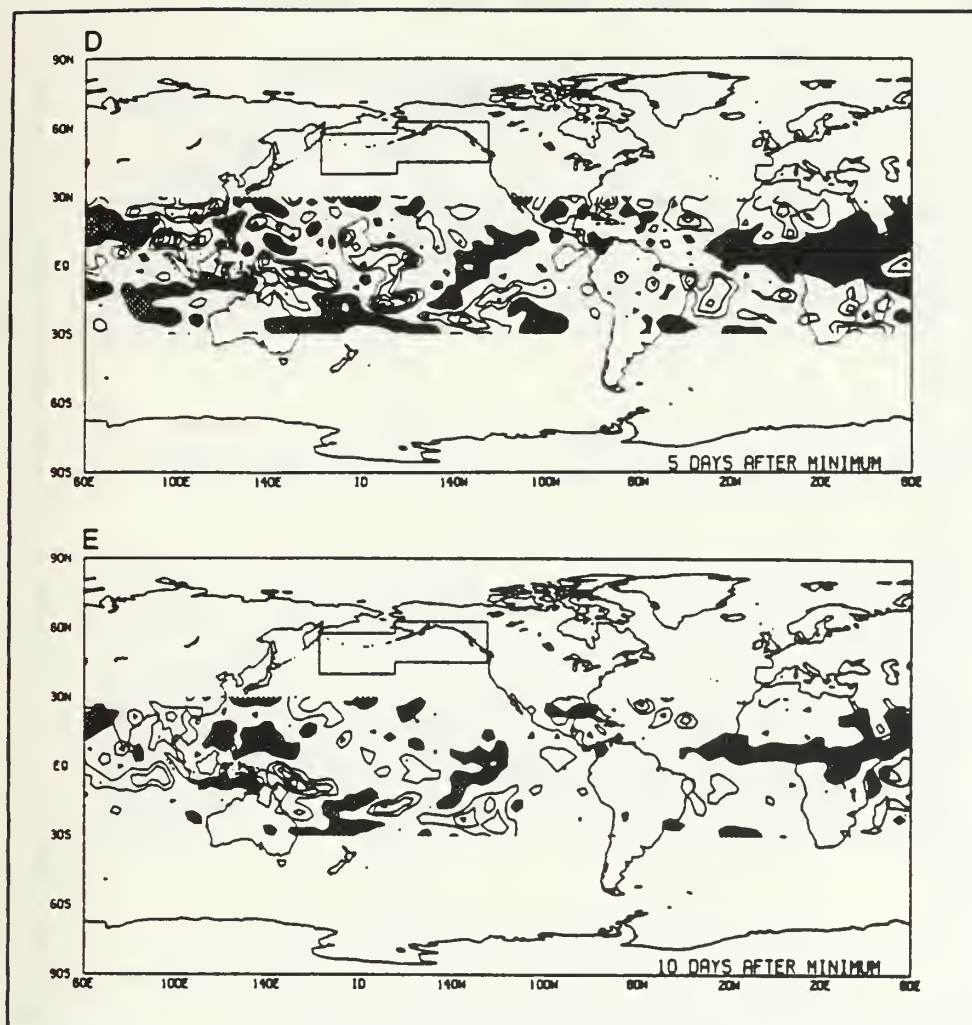 D
90N
60N
30N
EQ
30S
60S
5 DAYS AFTER MINIMUM
90S
60E 100E 140E ID 140W 100W 60W 20W 20E 60E
E
90N
60N
30N
EQ
30S
60S
10 DAYS AFTER MINIMUM
90S
60E 100E 140E ID 140W 100W 60W 20W 20E 60E